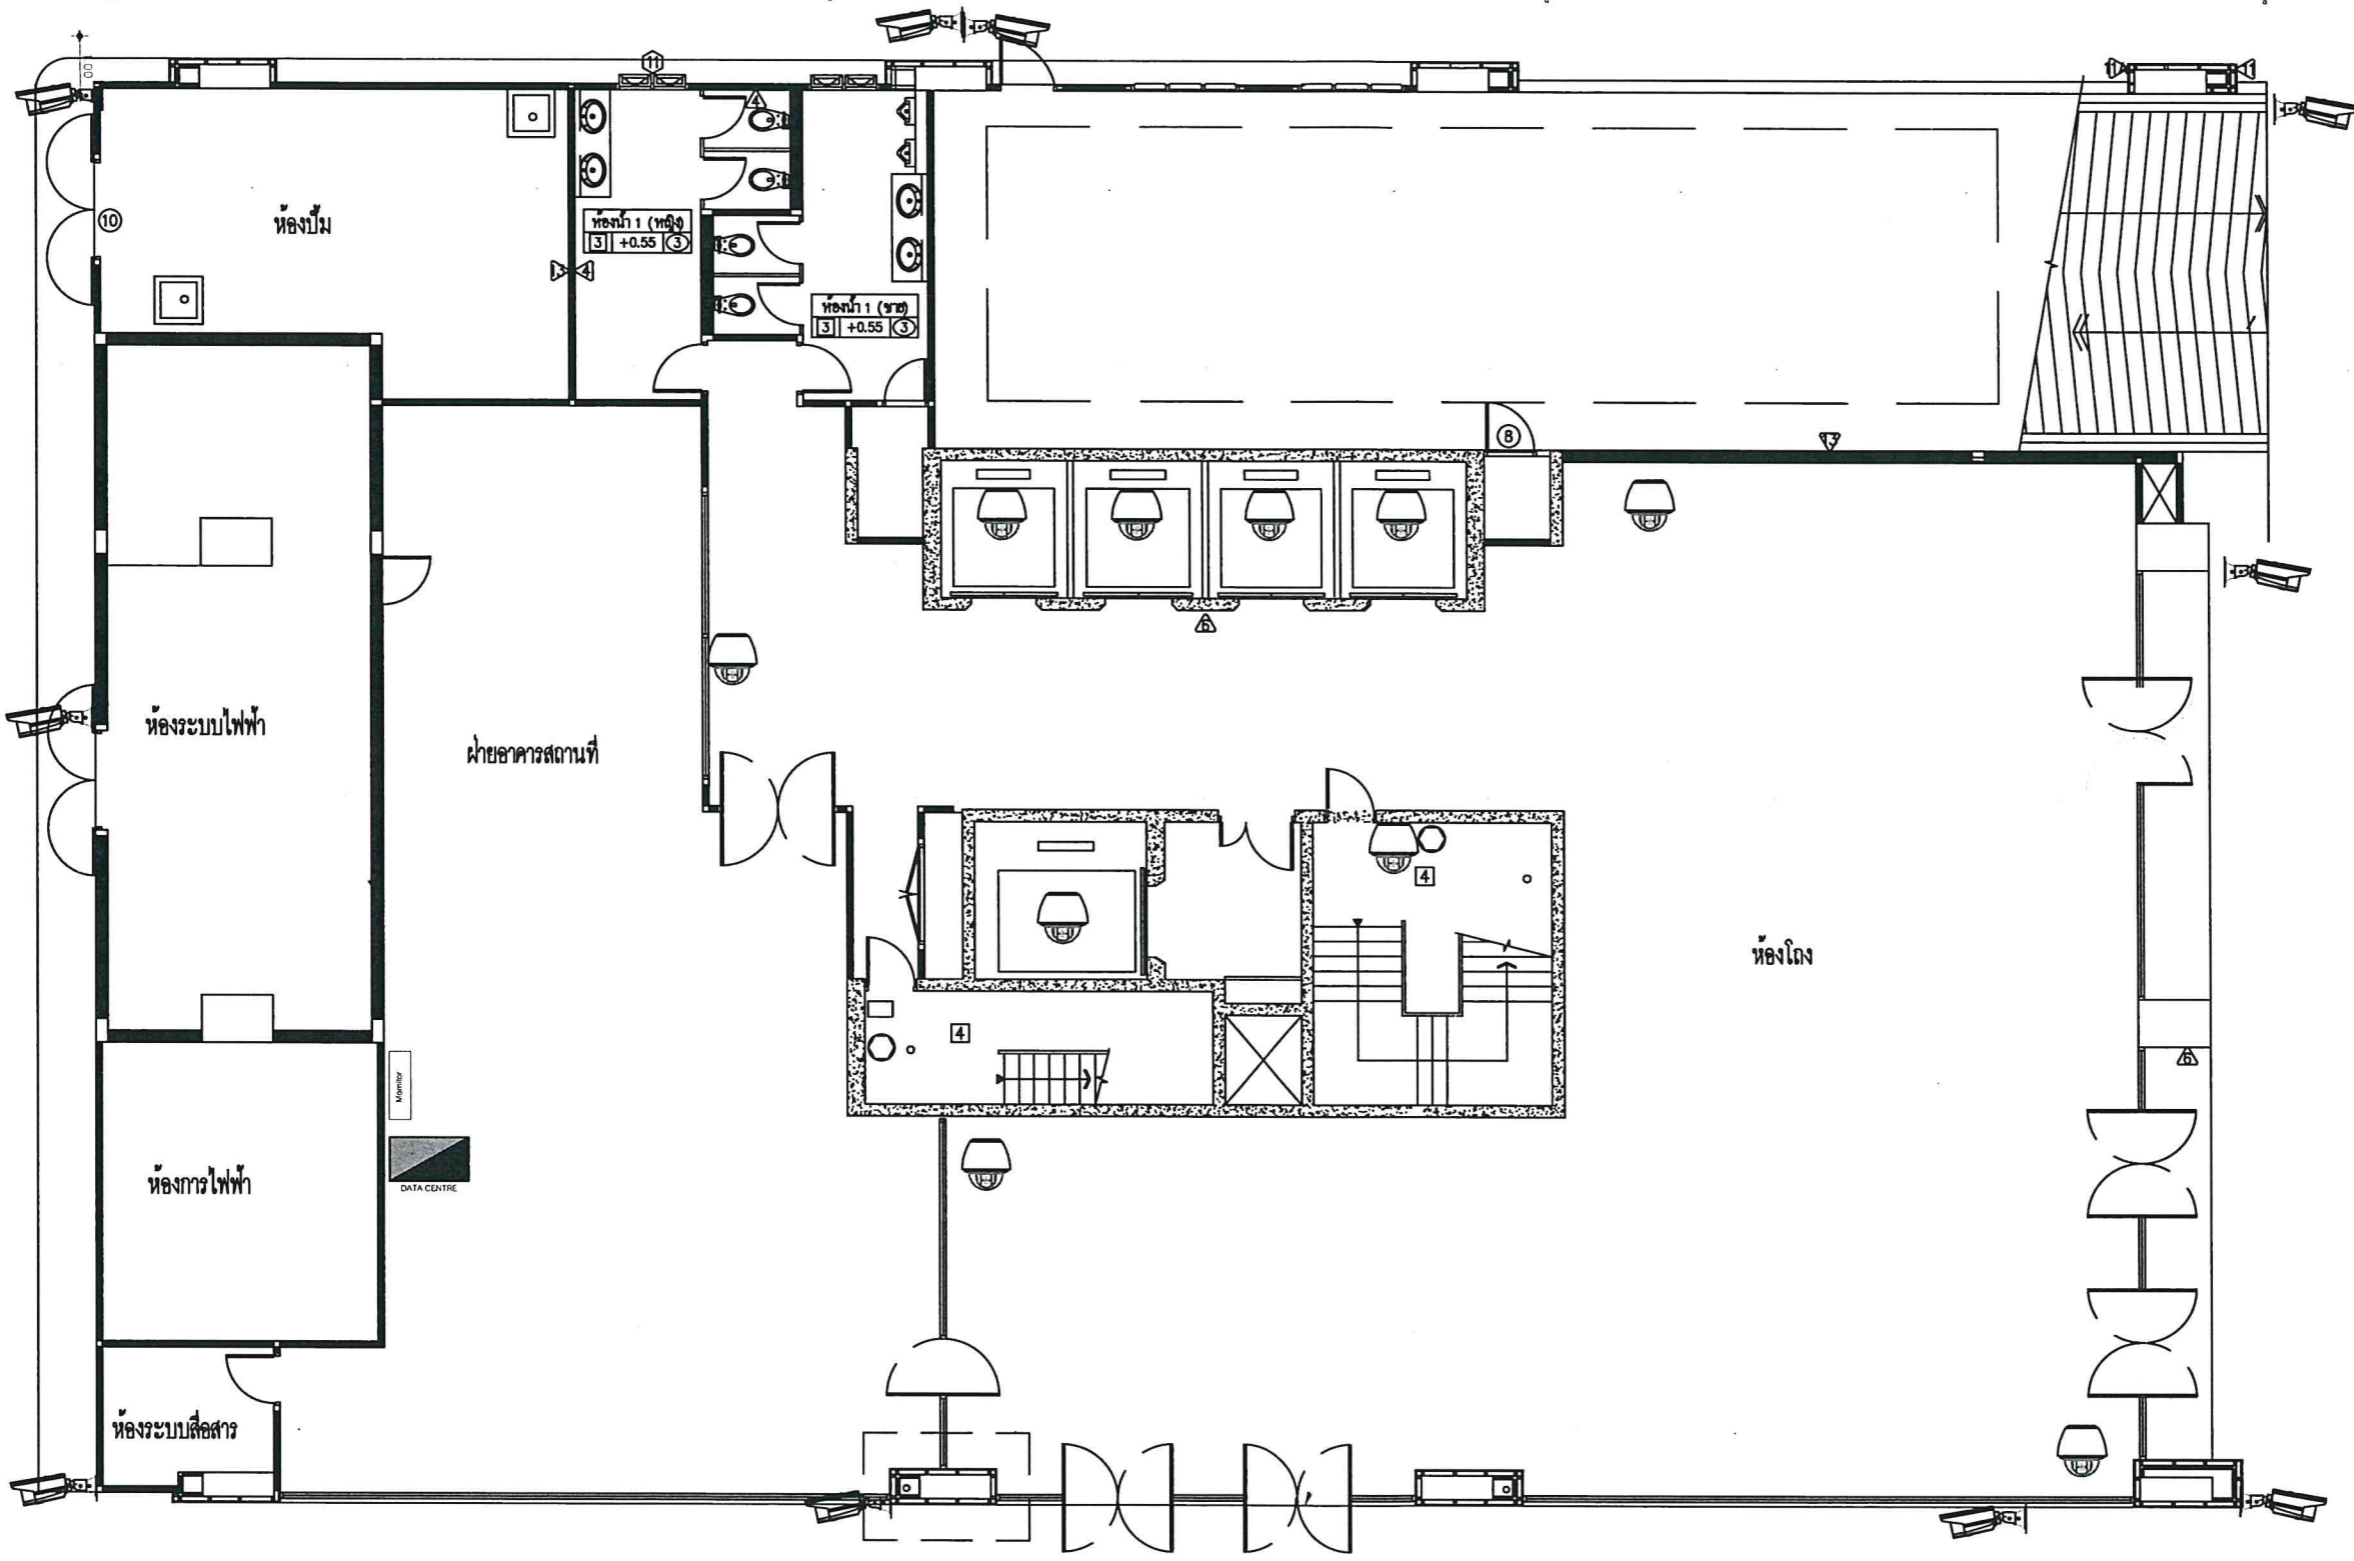 001
11
4
10
ห้องปั๊ม
ห้องน้ำ 1 (หญิง)
3 +0.55 3
13 4
ห้องน้ำ 1 (ชาย)
3 +0.55 3
8
13
6
ห้องระบบไฟฟ้า
ฝ่ายอาคารสถานที่
4
ห้องโถง
4
6
Monitor
DATA CENTRE
ห้องการไฟฟ้า
ห้องระบบสื่อสาร